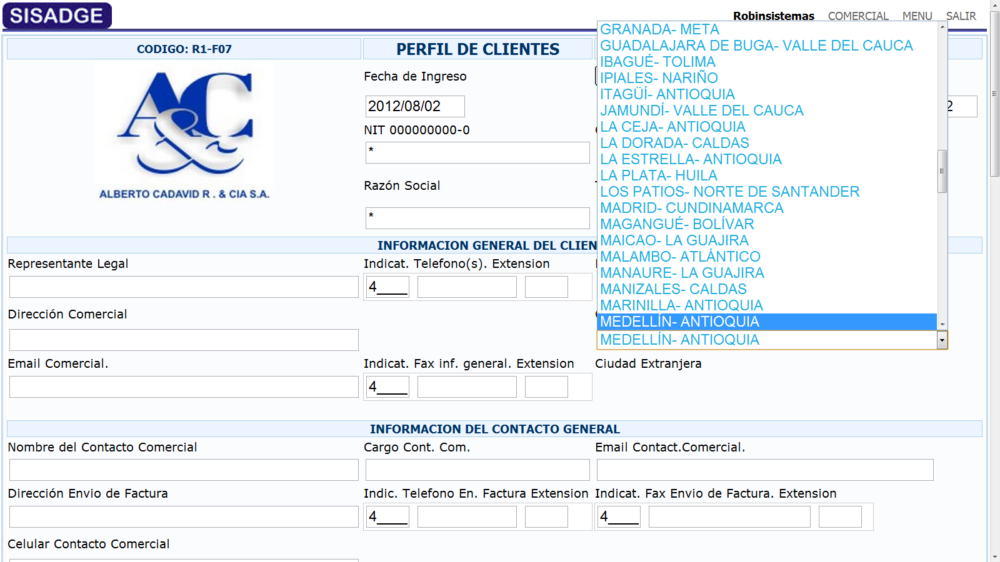 SISADGE
Robinsistemas COMERCIAL MENU SALIR
CODIGO: R1-F07
PERFIL DE CLIENTES
A&C
ALBERTO CADAVID R . & CIA S.A.
Fecha de Ingreso
2012/08/02
2
NIT 000000000-0
*
Razón Social
*
GRANADA- META
GUADALAJARA DE BUGA- VALLE DEL CAUCA
IBAGUÉ- TOLIMA
IPIALES- NARIÑO
ITAGÜÍ- ANTIOQUIA
JAMUNDÍ- VALLE DEL CAUCA
LA CEJA- ANTIOQUIA
LA DORADA- CALDAS
LA ESTRELLA- ANTIOQUIA
LA PLATA- HUILA
LOS PATIOS- NORTE DE SANTANDER
MADRID- CUNDINAMARCA
MAGANGUÉ- BOLÍVAR
MAICAO- LA GUAJIRA
MALAMBO- ATLÁNTICO
MANAURE- LA GUAJIRA
MANIZALES- CALDAS
MARINILLA- ANTIOQUIA
MEDELLÍN- ANTIOQUIA
MEDELLÍN- ANTIOQUIA
INFORMACION GENERAL DEL CLIEN
Representante Legal
Indicat. Telefono(s). Extension
4____
Dirección Comercial
Email Comercial.
Indicat. Fax inf. general. Extension
Ciudad Extranjera
4____
INFORMACION DEL CONTACTO GENERAL
Nombre del Contacto Comercial
Cargo Cont. Com.
Email Contact.Comercial.
Dirección Envio de Factura
Indic. Telefono En. Factura Extension
Indicat. Fax Envio de Factura. Extension
4____
4____
Celular Contacto Comercial